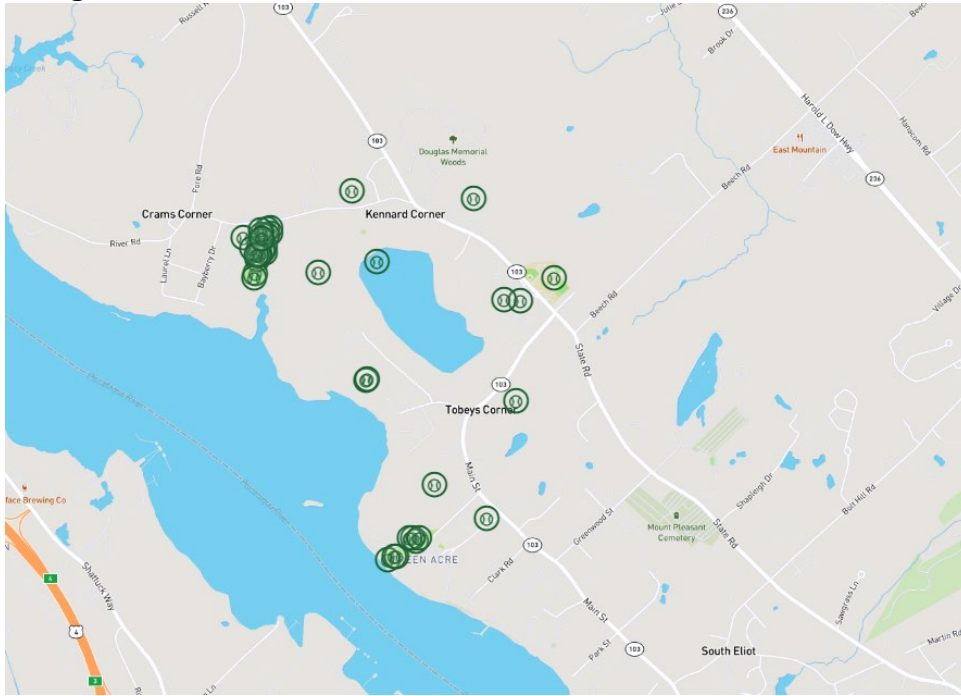 103
236
Brook Dr
Harold L Dow Hwy
Hanscom Rd
103
Douglas Memorial
Woods
East Mountain
Beech Rd
236
Fore Rd
Crams Corner
Kennard Corner
River Rd
Laurel Ln
Bayberry Dr
103
Beech Rd
Village Dr
State Rd
Piscataqua River
103
Tobeys Corner
Main St
Shapleigh Dr
Bolt Hill Rd
face Brewing Co
Greenwood St
Mount Pleasant
Cemetery
State Rd
103
EEN ACRE
Clark Rd
Shattuck Way
4
Main St
Sawgrass Ln
4
Park St
103
South Eliot
Martin Rd
3